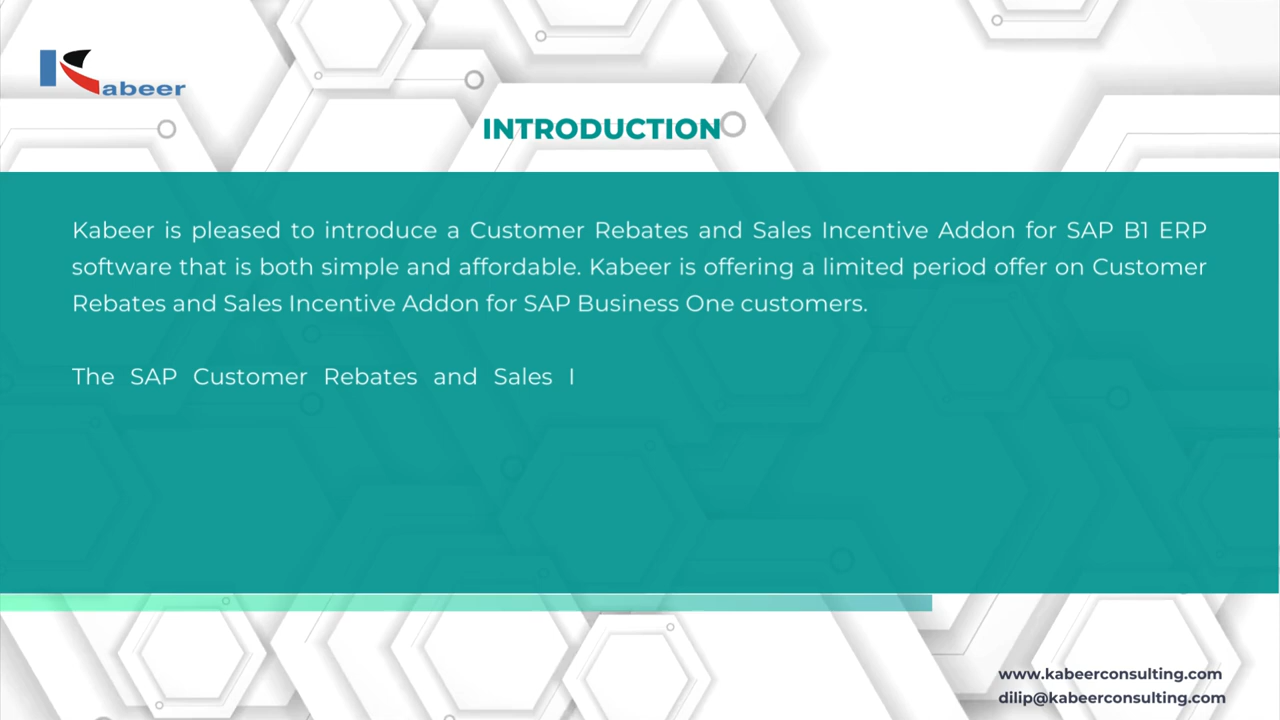 Kabeer
INTRODUCTION
Kabeer is pleased to introduce a Customer Rebates and Sales Incentive Addon for SAP B1 ERP
software that is both simple and affordable. Kabeer is offering a limited period offer on Customer
Rebates and Sales Incentive Addon for SAP Business One customers.
The SAP Customer Rebates and Sales I
www.kabeerconsulting.com
dilip@kabeerconsulting.com